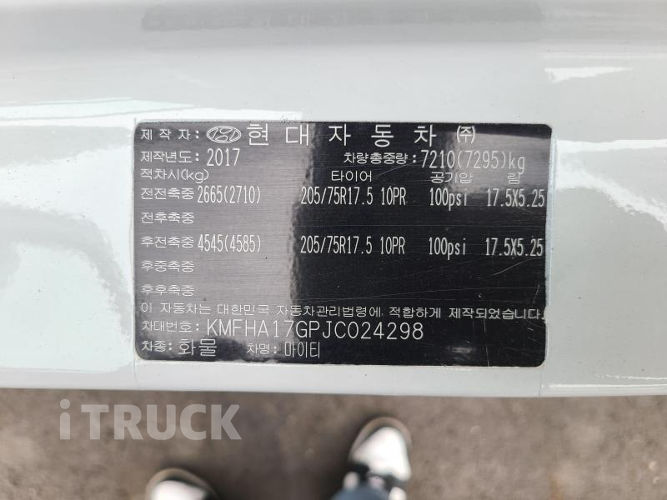 제작자: 현대자동차 ㈜
제작년도: 2017 차량총중량: 7210(7295)kg
적차시(kg) 타이어 공기압 림
전전축중 2665(2710) 205/75R17.5 10PR 100psi 17.5X5.25
전후축중
후전축중 4545(4585) 205/75R17.5 10PR 100psi 17.5X5.25
후중축중
후후축중
이 자동차는 대한민국 자동차관리법령에 적합하게 제작되었습니다.
차대번호: KMFHA17GPJC024298
차종: 화물 차명: 마이티
iTRUCK